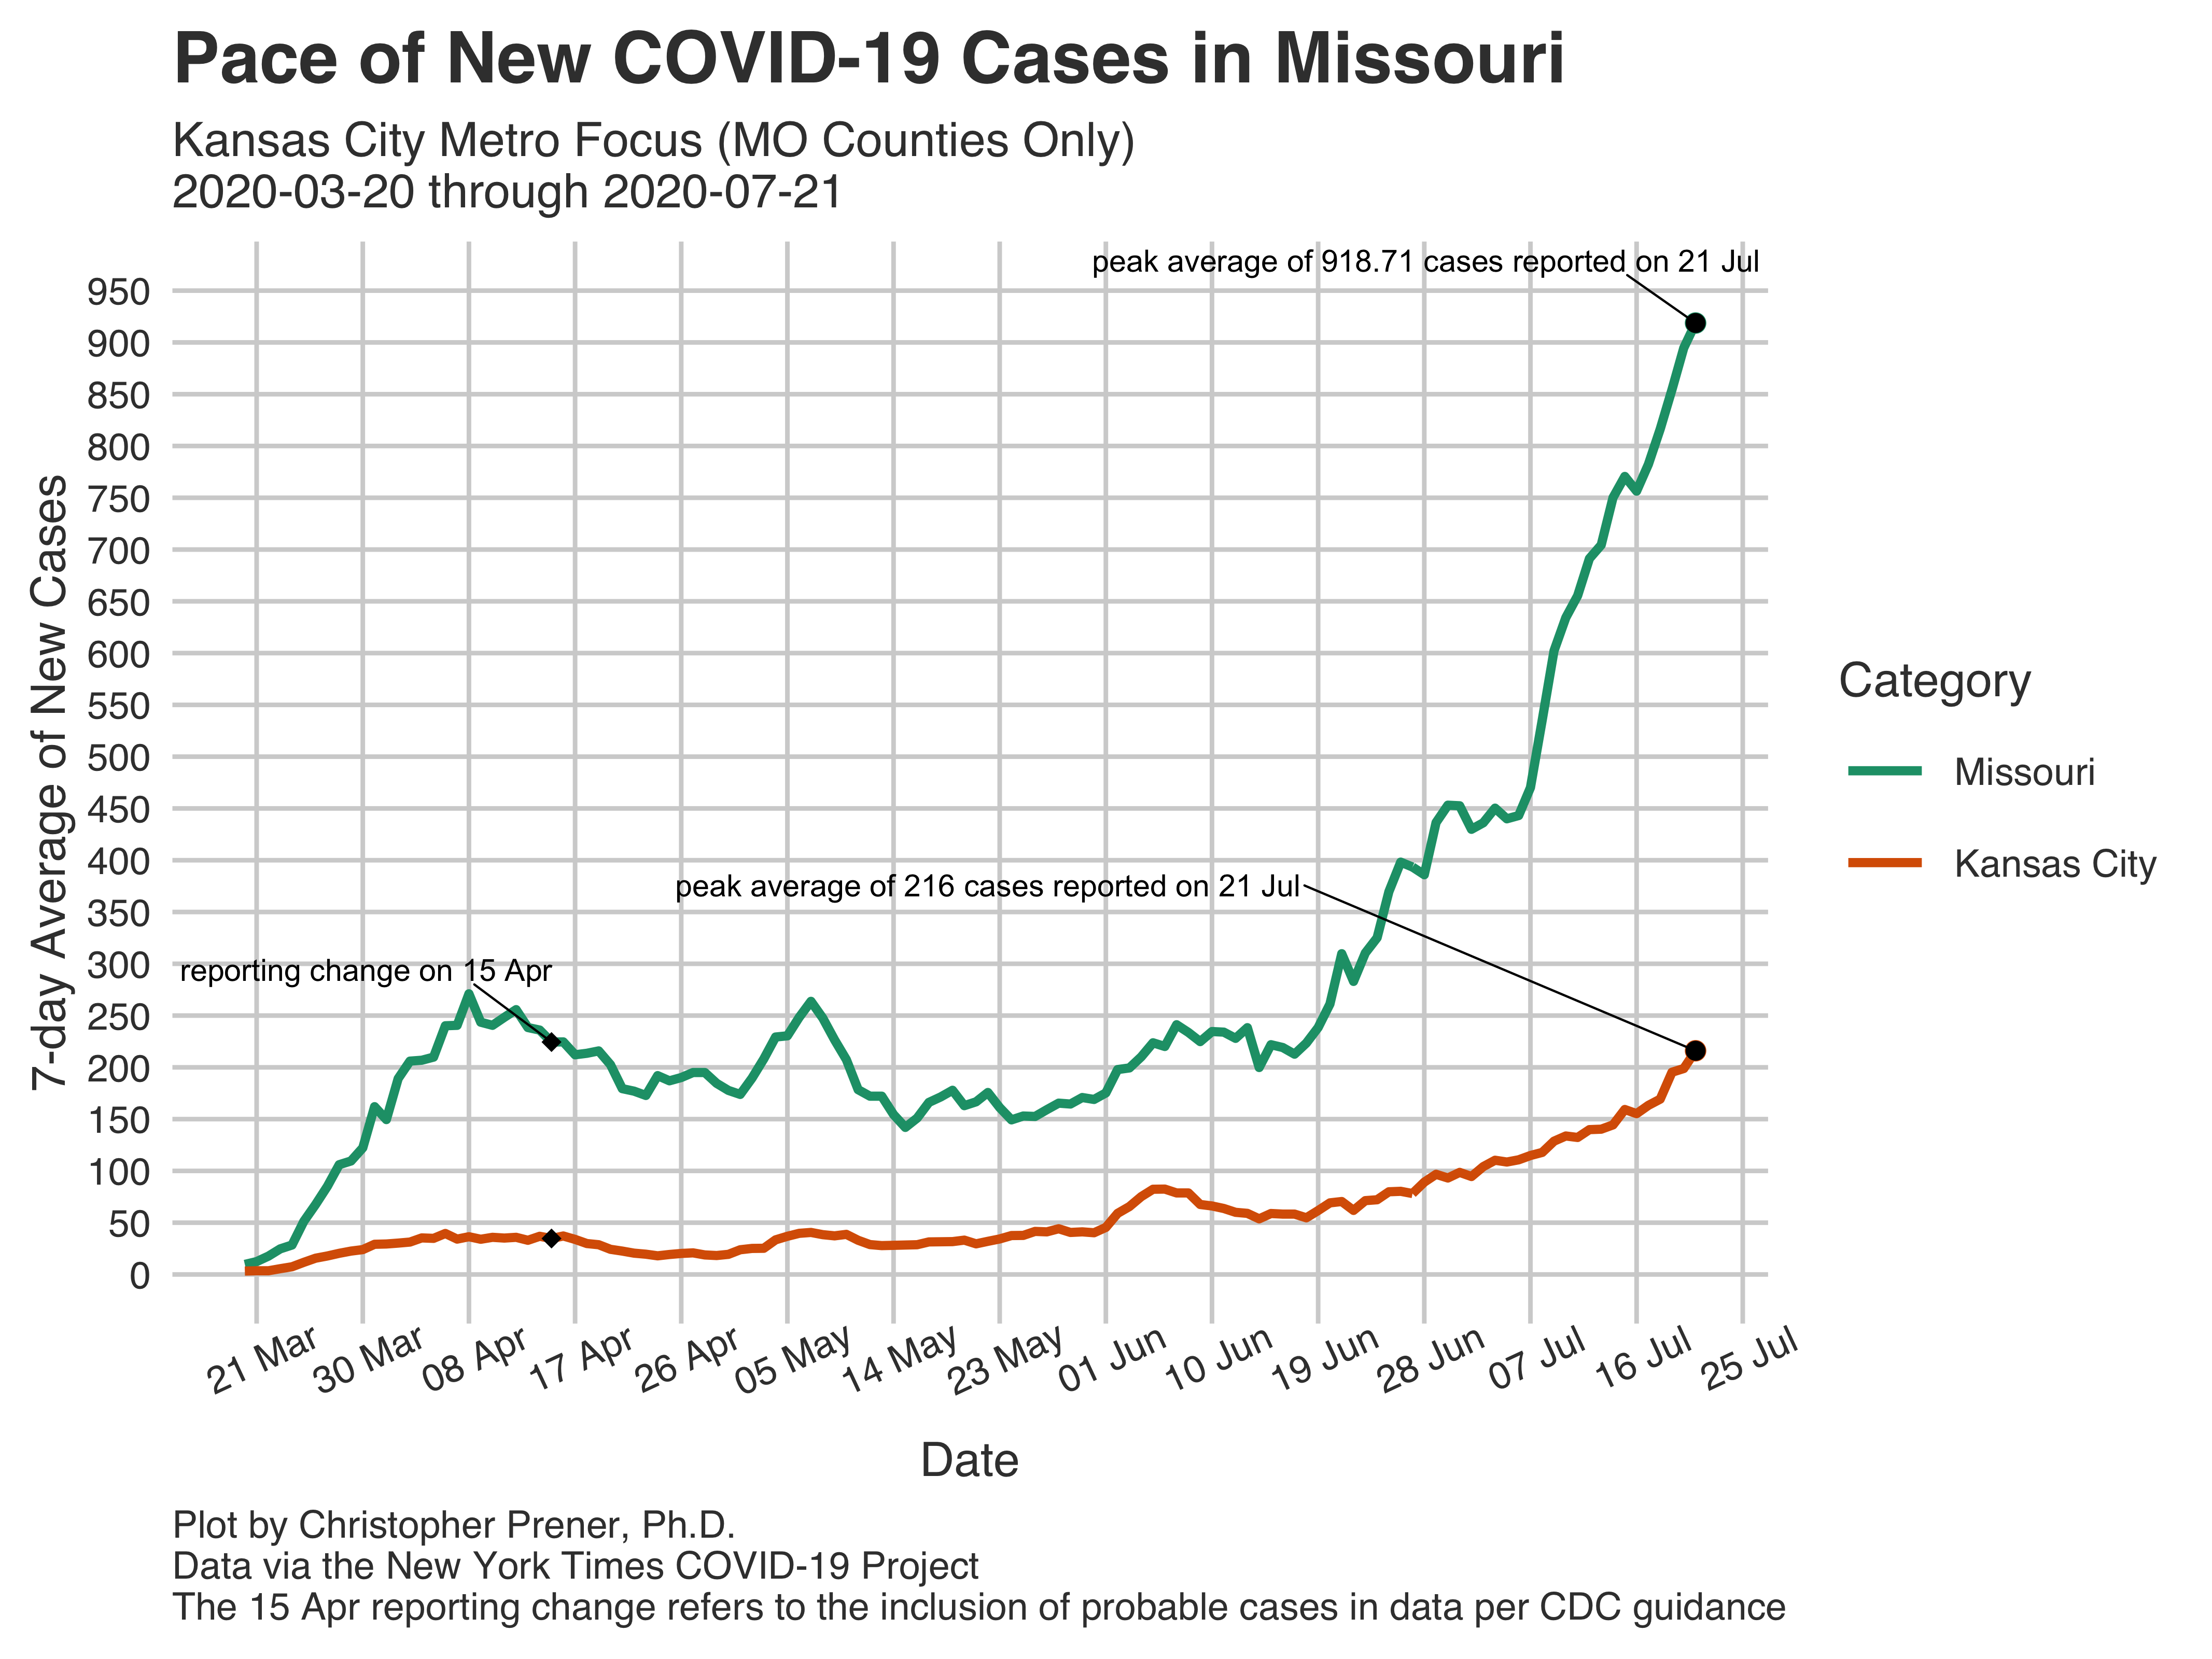 Pace of New COVID-19 Cases in Missouri
Kansas City Metro Focus (MO Counties Only)
2020-03-20 through 2020-07-21
7-day Average of New Cases
950
900
850
800
750
700
650
600
550
500
450
400
350
300
250
200
150
100
50
0
peak average of 918.71 cases reported on 21 Jul
peak average of 216 cases reported on 21 Jul
reporting change on 15 Apr
Category
Missouri
Kansas City
21 Mar
30 Mar
08 Apr
17 Apr
26 Apr
05 May
14 May
23 May
01 Jun
10 Jun
19 Jun
28 Jun
07 Jul
16 Jul
25 Jul
Date
Plot by Christopher Prener, Ph.D.
Data via the New York Times COVID-19 Project
The 15 Apr reporting change refers to the inclusion of probable cases in data per CDC guidance